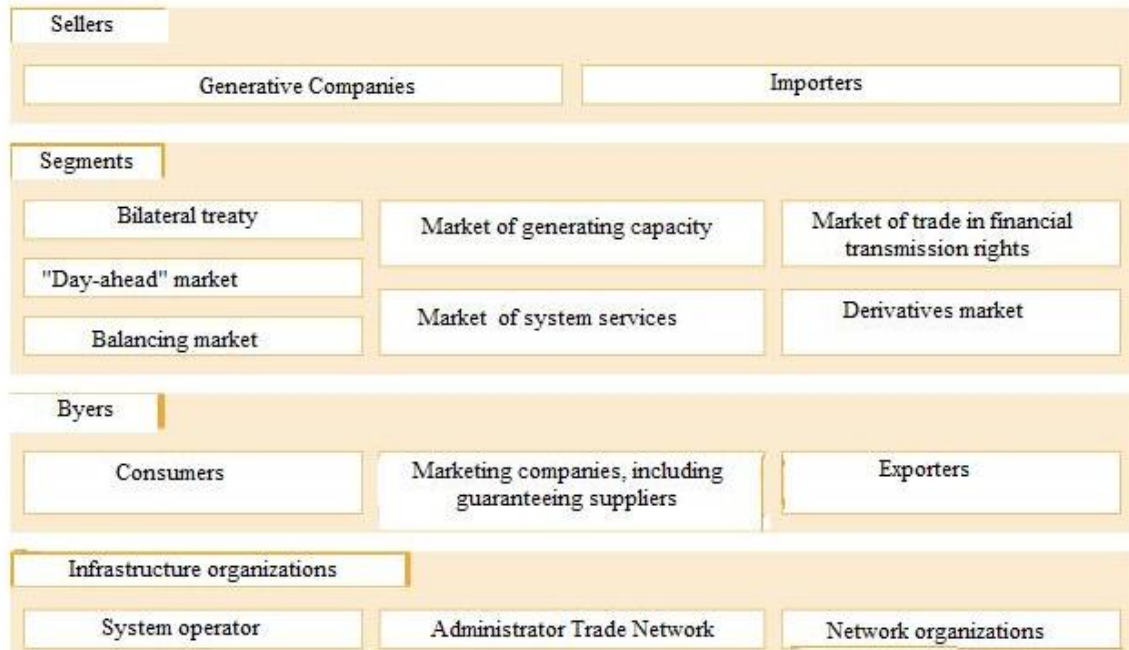 Sellers
Generative Companies
Importers
Segments
Bilateral treaty
"Day-ahead" market
Balancing market
Market of generating capacity
Market of system services
Market of trade in financial
transmission rights
Derivatives market
Byers
Consumers
Marketing companies, including
guaranteeing suppliers
Exporters
Infrastructure organizations
System operator
Administrator Trade Network
Network organizations